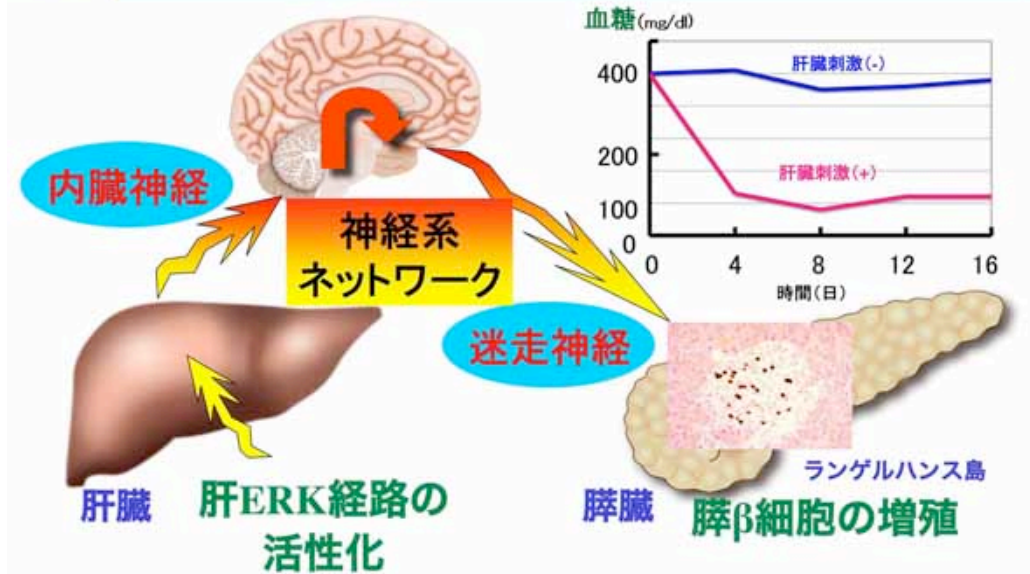 血糖(mg/dl)
400
200
100
0
肝臓刺激(-)
肝臓刺激(+)
0 4 8 12 16
時間(日)
内臓神経
神経系
ネットワーク
迷走神経
肝臓
肝ERK経路の
活性化
ランゲルハンス島
膵臓
膵β細胞の増殖